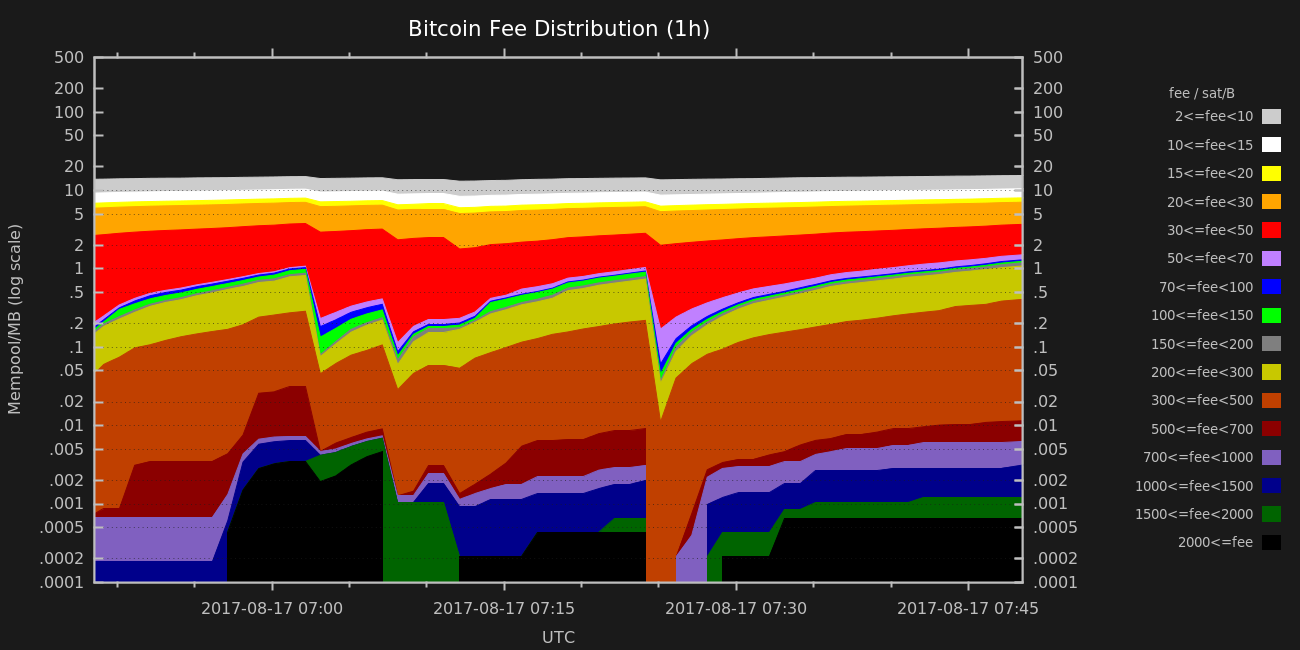 Bitcoin Fee Distribution (1h)
500
200
100
50
20
10
5
2
1
.5
.2
.1
.05
.02
.01
.005
.002
.001
.0005
.0002
.0001
Mempool/MB (log scale)
500
200
100
50
20
10
5
2
1
.5
.2
.1
.05
.02
.01
.005
.002
.001
.0005
.0002
.0001
2017-08-17 07:00
2017-08-17 07:15
2017-08-17 07:30
2017-08-17 07:45
UTC
fee / sat/B
2<=fee<10
10<=fee<15
15<=fee<20
20<=fee<30
30<=fee<50
50<=fee<70
70<=fee<100
100<=fee<150
150<=fee<200
200<=fee<300
300<=fee<500
500<=fee<700
700<=fee<1000
1000<=fee<1500
1500<=fee<2000
2000<=fee